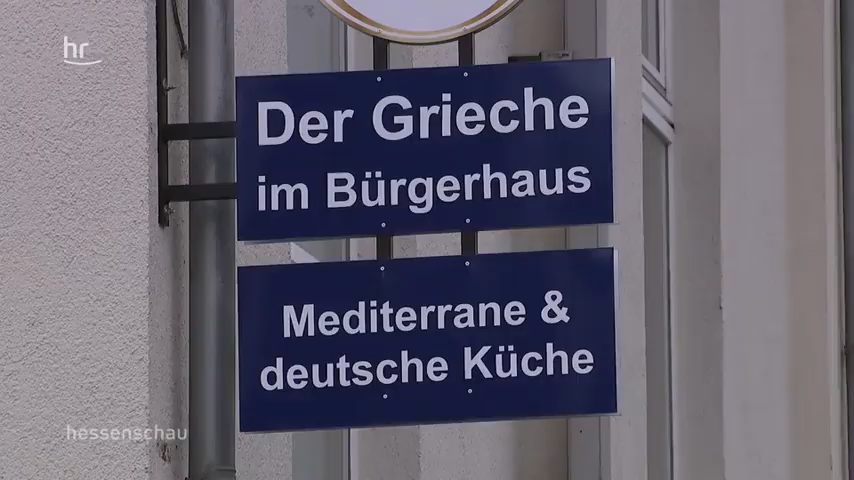 hr
Der Grieche
im Bürgerhaus
Mediterrane &
deutsche Küche
hessenschau